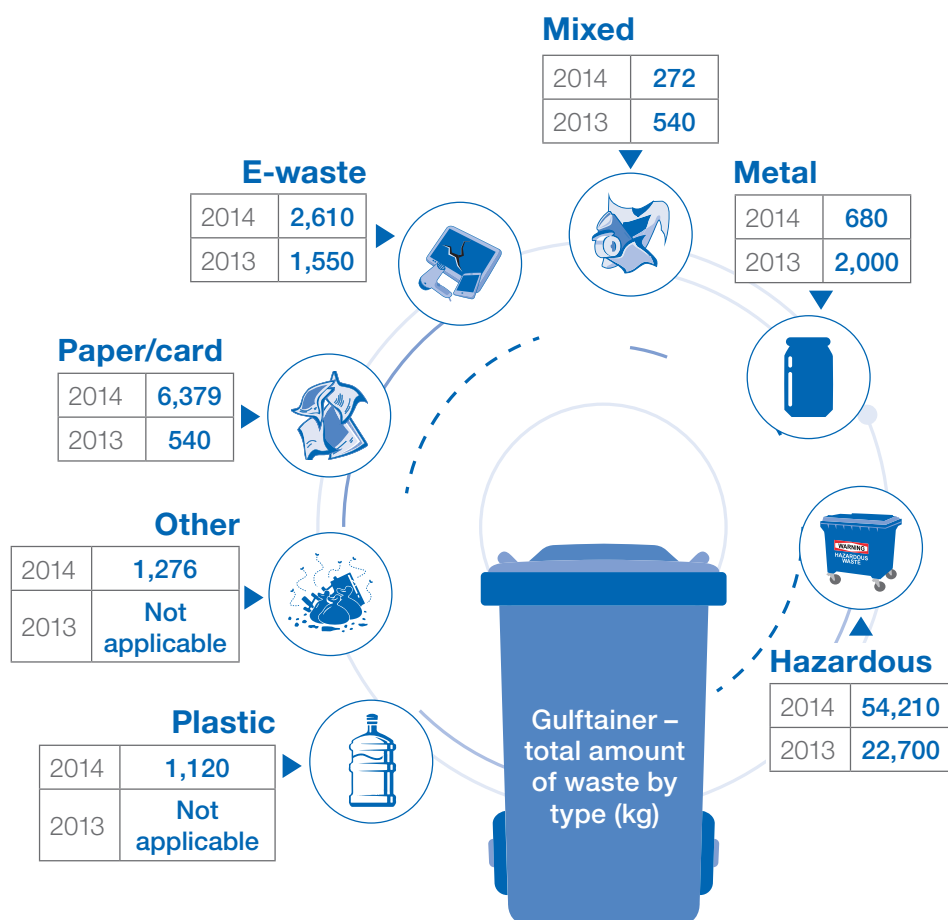 Mixed
2014 272
2013 540
E-waste
2014 2,610
2013 1,550
Metal
2014 680
2013 2,000
Paper/card
2014 6,379
2013 540
Other
2014 1,276
2013 Not
applicable
WARNING
HAZARDOUS
WASTE
Hazardous
2014 54,210
2013 22,700
Plastic
2014 1,120
2013 Not
applicable
Gulftainer –
total amount
of waste by
type (kg)